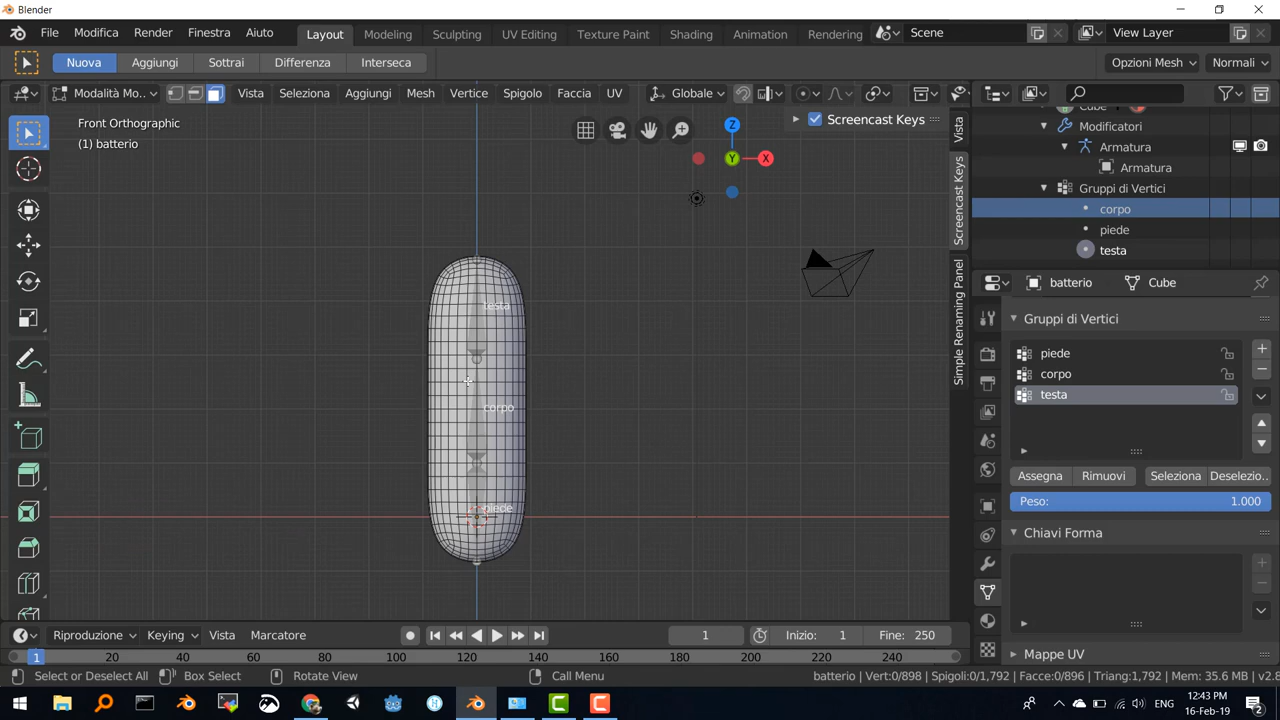 Blender
File Modifica Render Finestra Aiuto Layout Modeling Sculpting UV Editing Texture Paint Shading Animation Rendering Scene View Layer
Nuova Aggiungi Sottrai Differenza Interseca Opzioni Mesh Normali
Modalità Mo... Vista Seleziona Aggiungi Mesh Vertice Spigolo Faccia UV Globale
Front Orthographic
(1) batterio
Screencast Keys
Z
Y
X
testa
corpo
piede
Vista
Screencast Keys
Simple Renaming Panel
Cube
Modificatori
Armatura
Armatura
Gruppi di Vertici
corpo
piede
testa
batterio Cube
Gruppi di Vertici
piede
corpo
testa
Assegna Rimuovi Seleziona Deselezio...
Peso: 1.000
Chiavi Forma
Mappe UV
Riproduzione Keying Vista Marcatore 1 Inizio: 1 Fine: 250
1 20 40 60 80 100 120 140 160 180 200 220 240
Select or Deselect All Box Select Rotate View Call Menu batterio | Verti:0/898 | Spigoli:0/1,792 | Facce:0/896 | Triang:1,792 | Mem: 35.6 MB | v2.8
12:43 PM
16-Feb-19
2